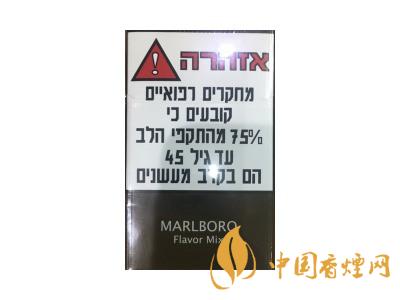 אזהרה
מחקרים רפואיים
קובעים כי
75% מהתקפי הלב
עד גיל 45
הם בקרב מעשנים
MARLBORO
Flavor Mix
中国香烟网